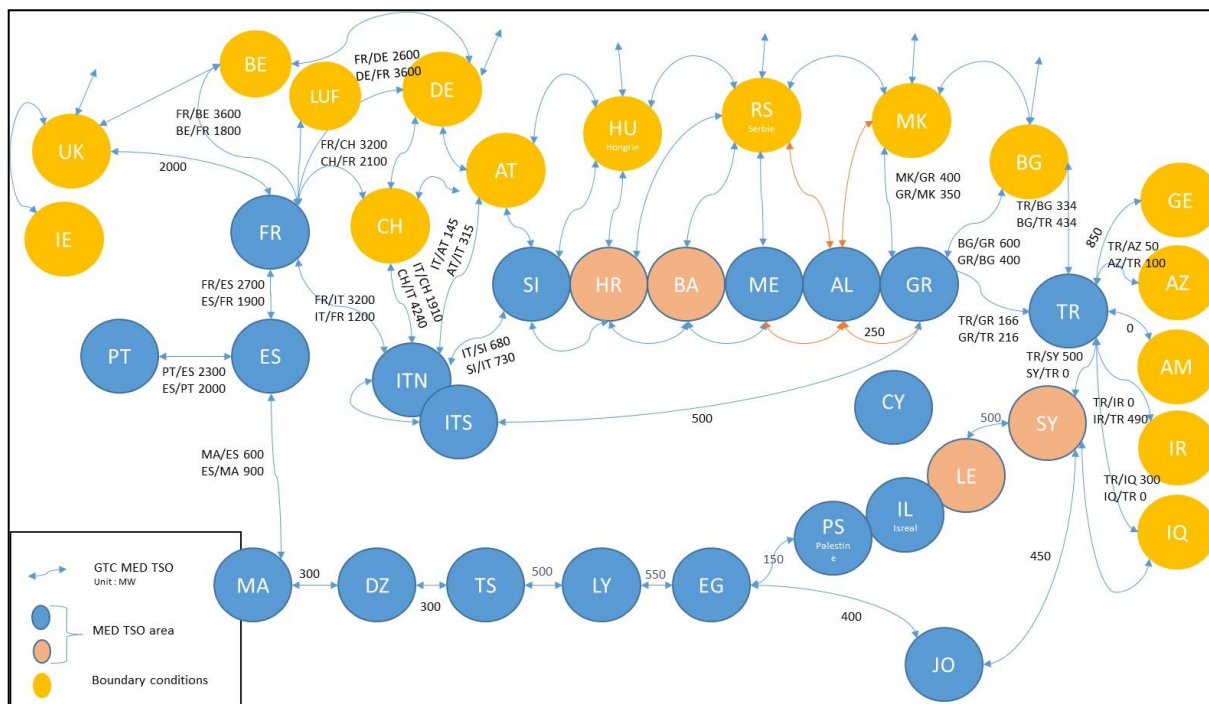 BE
FR/DE 2600
DE/FR 3600
LUF
DE
FR/BE 3600
BE/FR 1800
UK
2000
FR/CH 3200
CH/FR 2100
AT
HU
Hongrie
RS
Serbie
MK
BG
MK/GR 400
GR/MK 350
TR/BG 334
BG/TR 434
GE
850
IE
FR
CH
IT/AT 145
AT/IT 315
IT/CH 1910
CH/IT 4240
TR/AZ 50
AZ/TR 100
AZ
BG/GR 600
GR/BG 400
SI
HR
BA
ME
AL
GR
FR/ES 2700
ES/FR 1900
FR/IT 3200
IT/FR 1200
TR
0
TR/GR 166
GR/TR 216
250
IT/SI 680
SI/IT 730
PT
ES
PT/ES 2300
ES/PT 2000
ITN
ITS
500
CY
TR/SY 500
SY/TR 0
AM
TR/IR 0
IR/TR 490
IR
500
SY
LE
MA/ES 600
ES/MA 900
TR/IQ 300
IQ/TR 0
IQ
IL
Isreal
PS
Palestin
e
450
150
GTC MED TSO
Unit : MW
MED TSO area
Boundary conditions
MA
300
DZ
300
TS
500
LY
550
EG
400
JO